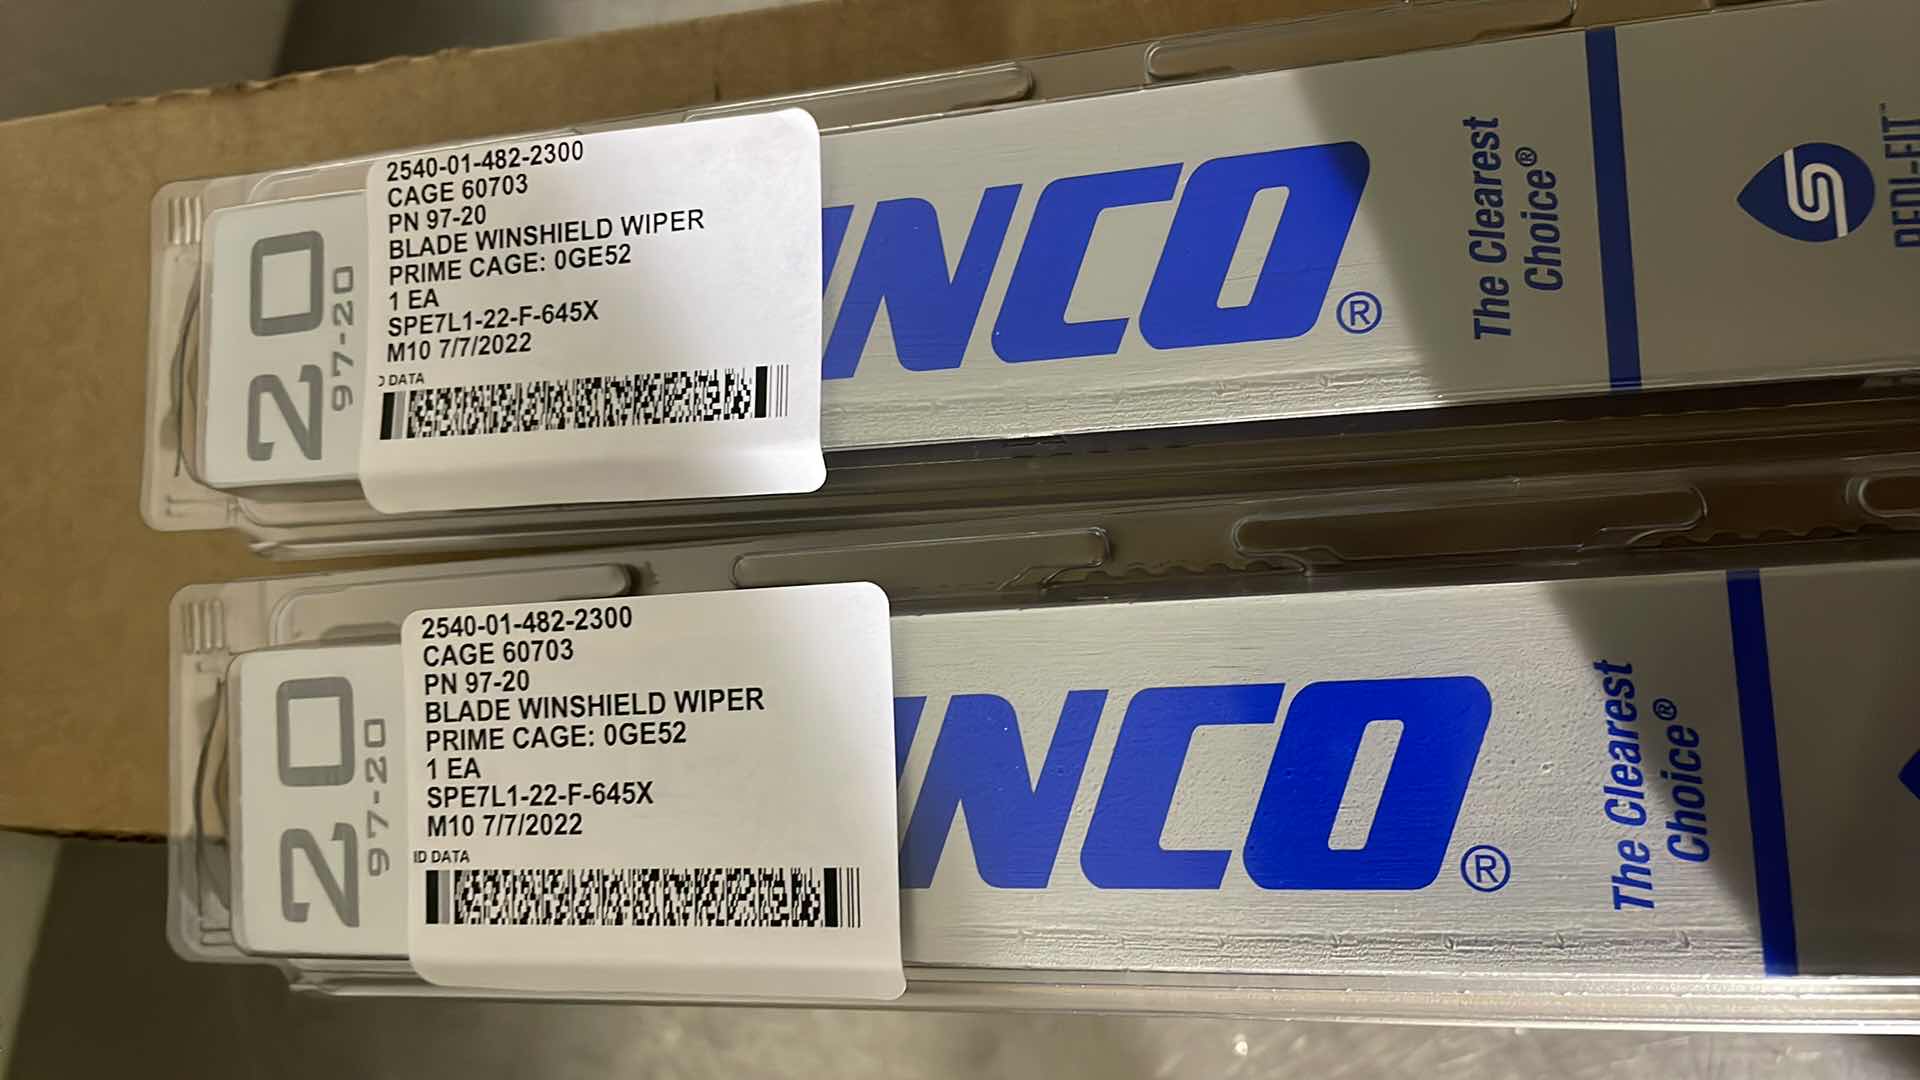 2540-01-482-2300
CAGE 60703
PN 97-20
BLADE WINSHIELD WIPER
PRIME CAGE: 0GE52
1 EA
SPE7L1-22-F-645X
M10 7/7/2022
D DATA
20
97-20
NCO®
The Clearest
Choice®
2540-01-482-2300
CAGE 60703
PN 97-20
BLADE WINSHIELD WIPER
PRIME CAGE: 0GE52
1 EA
SPE7L1-22-F-645X
M10 7/7/2022
ID DATA
20
97-20
NCO®
The Clearest
Choice®